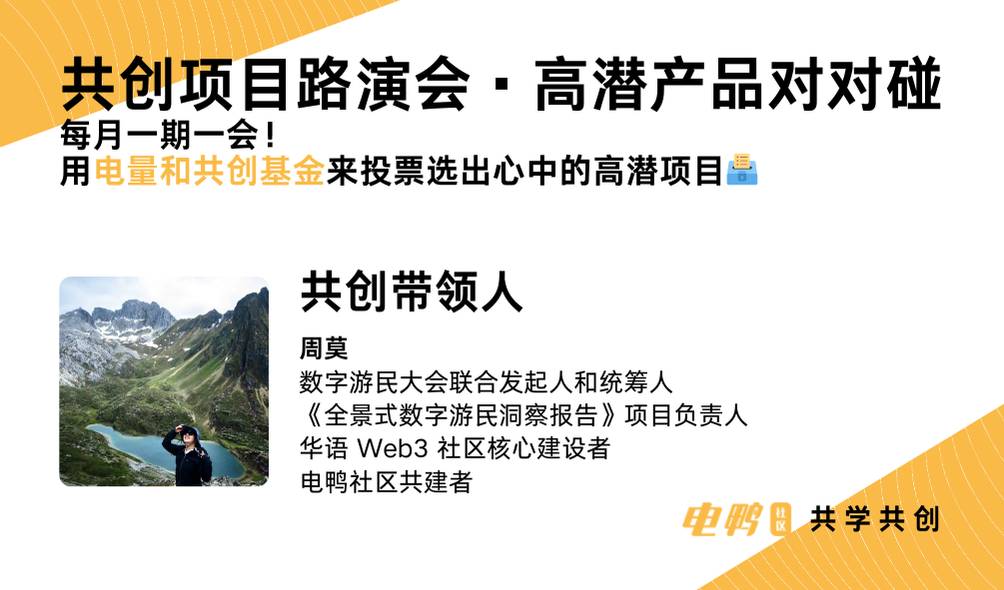 共创项目路演会·高潜产品对对碰
每月一期一会！
用电量和共创基金来投票选出心中的高潜项目
共创带领人
周莫
数字游民大会联合发起人和统筹人
《全景式数字游民洞察报告》项目负责人
华语 Web3 社区核心建设者
电鸭社区共建者
电鸭社区 共学共创